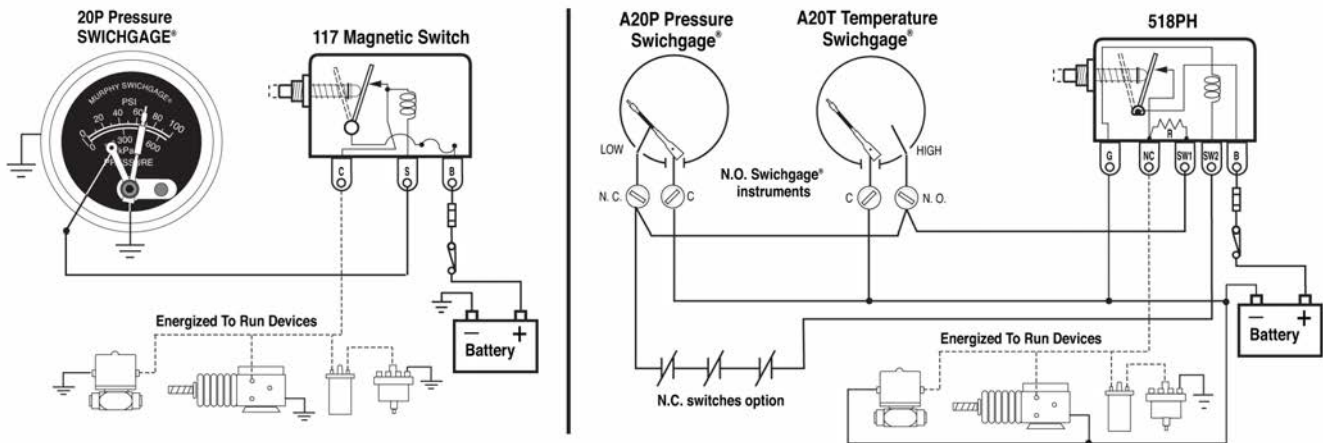 20P Pressure
SWICHGAGE®
117 Magnetic Switch
MURPHY SWICHGAGE®
PSI
0 20 40 60 80 100
0 300 600
kPa
PRESSURE
C S B
Energized To Run Devices
− +
Battery
A20P Pressure
Swichgage®
A20T Temperature
Swichgage®
518PH
LOW
HIGH
N.O. Swichgage®
instruments
N. C. C
C N. O.
R
G NC SW1 SW2 B
− +
Battery
Energized To Run Devices
N.C. switches option